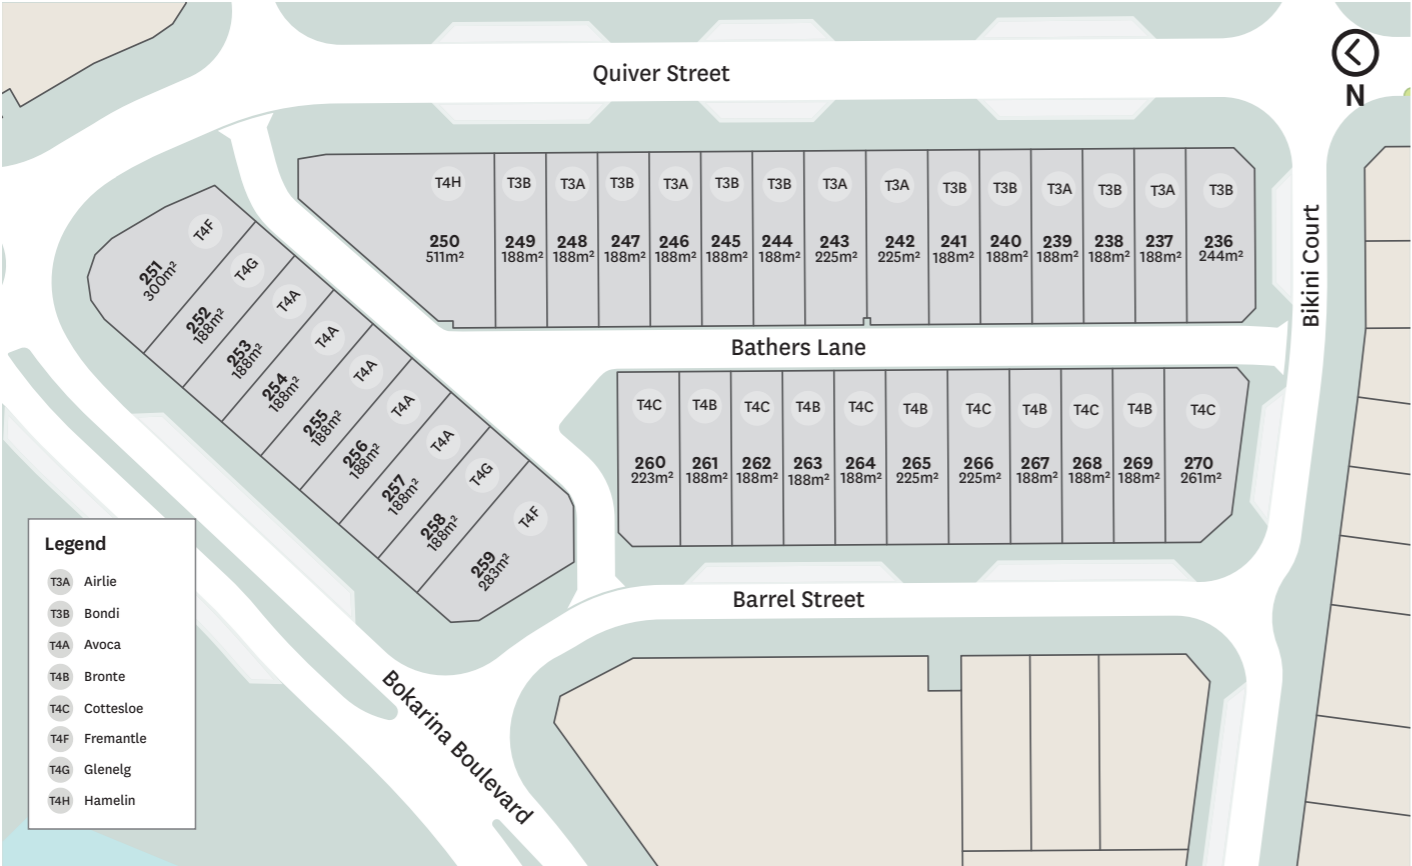 Quiver Street
N
T4H
250
511m²
T3B
249
188m²
T3A
248
188m²
T3B
247
188m²
T3A
246
188m²
T3B
245
188m²
T3B
244
188m²
T3A
243
225m²
T3A
242
225m²
T3B
241
188m²
T3B
240
188m²
T3A
239
188m²
T3B
238
188m²
T3A
237
188m²
T3B
236
244m²
Bikini Court
T4F
251
300m²
T4G
252
188m²
T4A
253
188m²
T4A
254
188m²
T4A
255
188m²
T4A
256
188m²
T4A
257
188m²
T4G
258
188m²
T4F
259
283m²
Bathers Lane
T4C
260
223m²
T4B
261
188m²
T4C
262
188m²
T4B
263
188m²
T4C
264
188m²
T4B
265
225m²
T4C
266
225m²
T4B
267
188m²
T4C
268
188m²
T4B
269
188m²
T4C
270
261m²
Barrel Street
Bokarina Boulevard
Legend
T3A Airlie
T3B Bondi
T4A Avoca
T4B Bronte
T4C Cottesloe
T4F Fremantle
T4G Glenelg
T4H Hamelin